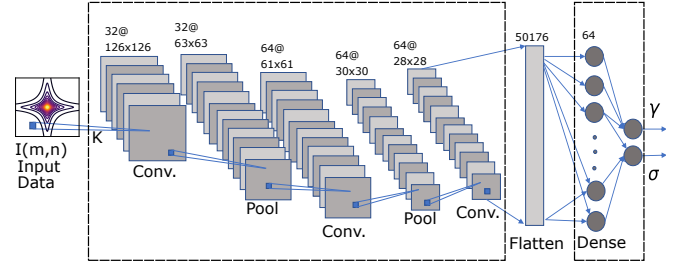 32@
126x126
32@
63x63
64@
61x61
64@
30x30
64@
28x28
50176
64
I(m,n)
Input
Data
K
Conv.
Pool
Conv.
Pool
Conv.
Flatten
Dense
γ
σ